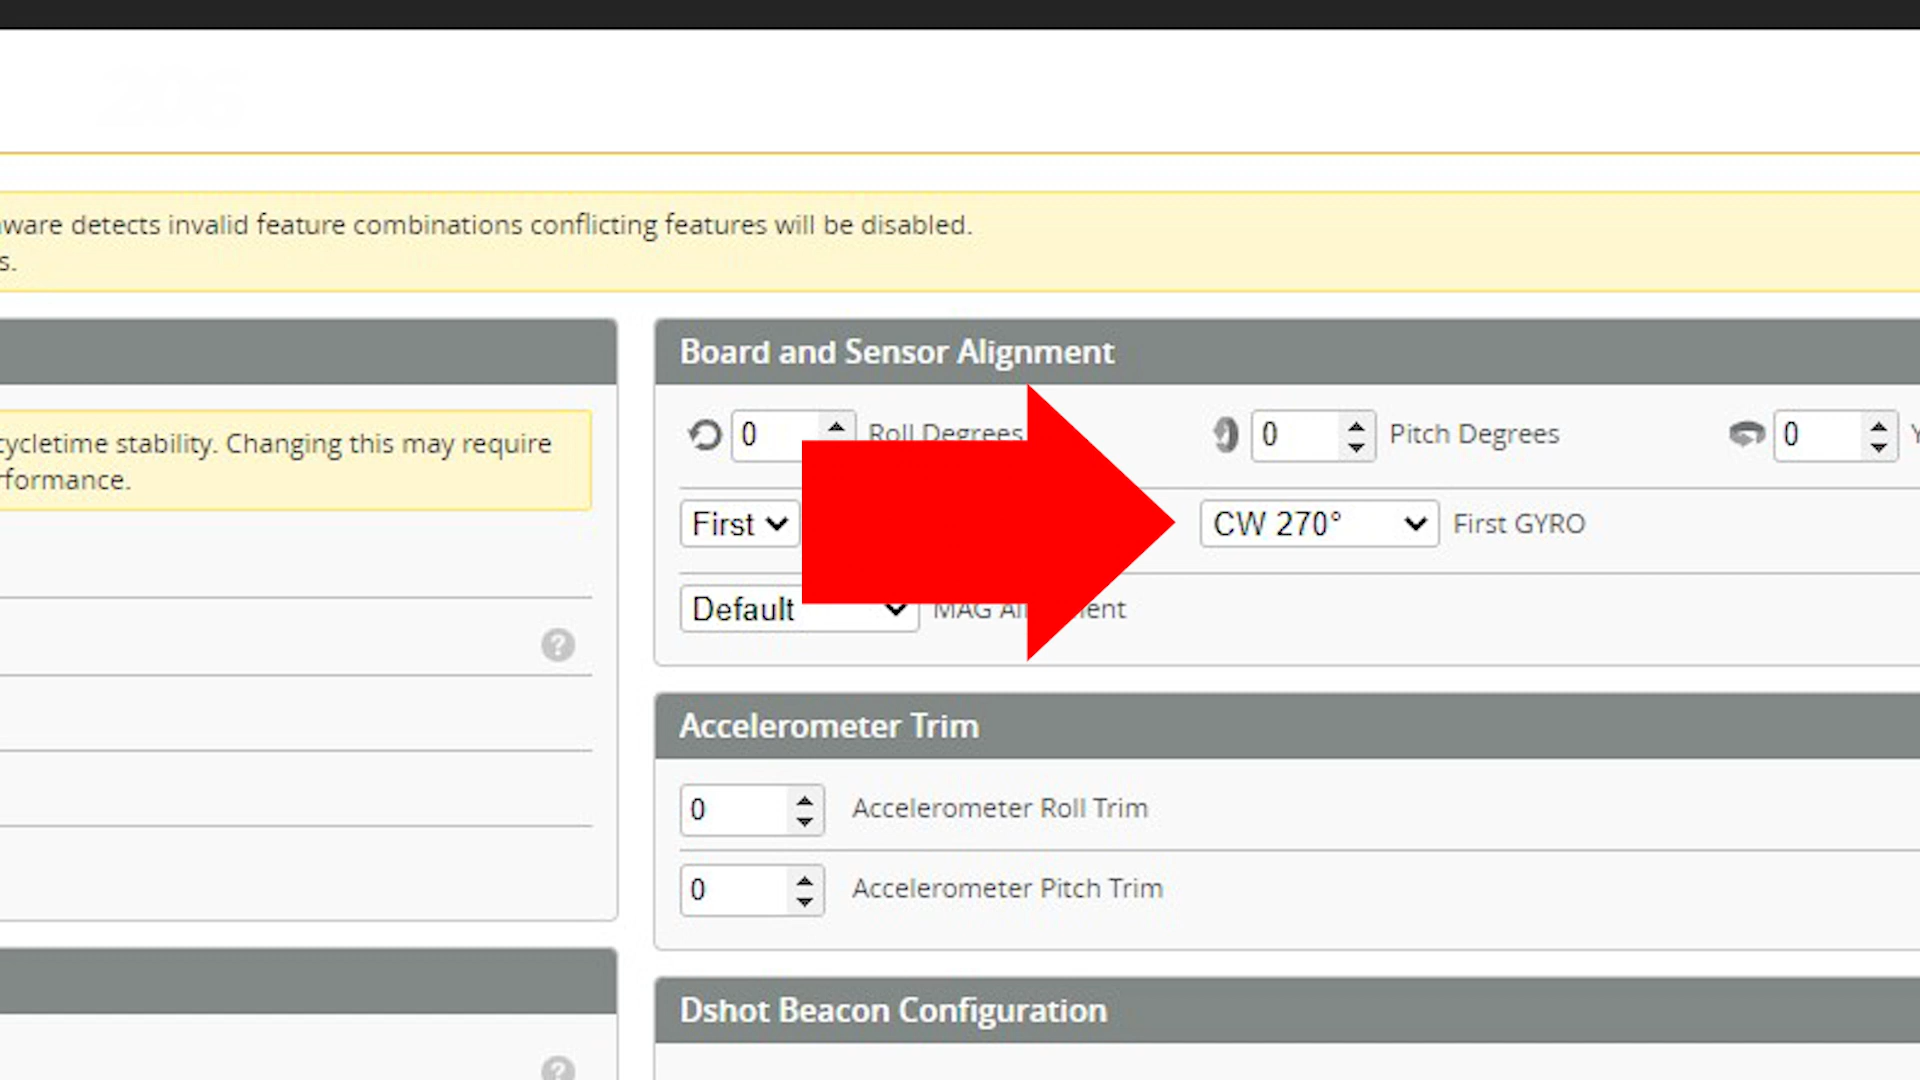 ware detects invalid feature combinations conflicting features will be disabled.
s.
cycletime stability. Changing this may require
rformance.
?
?
Board and Sensor Alignment
0 Roll Degrees 0 Pitch Degrees 0 Y
First CW 270° First GYRO
Default MAG
Accelerometer Trim
0 Accelerometer Roll Trim
0 Accelerometer Pitch Trim
Dshot Beacon Configuration